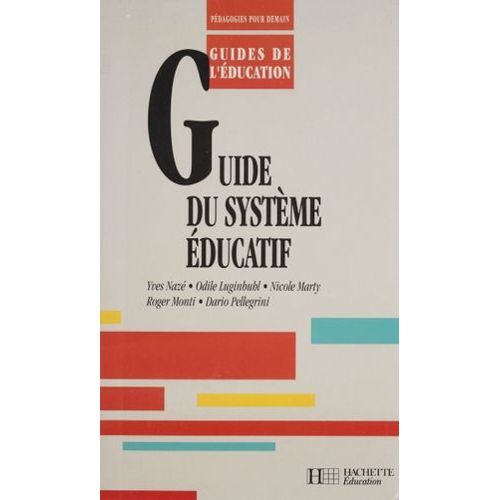 PÉDAGOGIES POUR DEMAIN
GUIDES DE
L'ÉDUCATION
GUIDE
DU SYSTÈME
ÉDUCATIF
Yves Nazé • Odile Luginbuhl • Nicole Marty
Roger Monti • Dario Pellegrini
H HACHETTE
Éducation